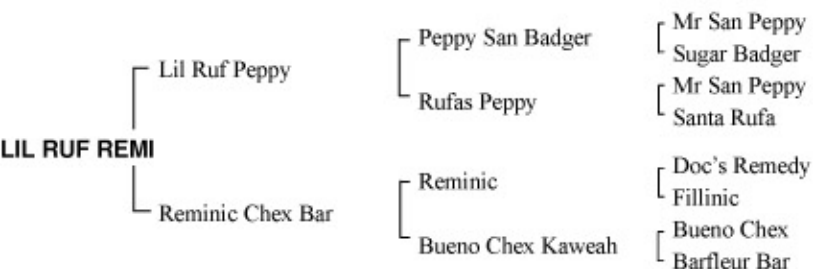 Mr San Peppy
Peppy San Badger
Sugar Badger
Lil Ruf Peppy
Mr San Peppy
Rufas Peppy
Santa Rufa
LIL RUF REMI
Doc's Remedy
Reminic
Fillinic
Reminic Chex Bar
Bueno Chex
Bueno Chex Kaweah
Barfleur Bar